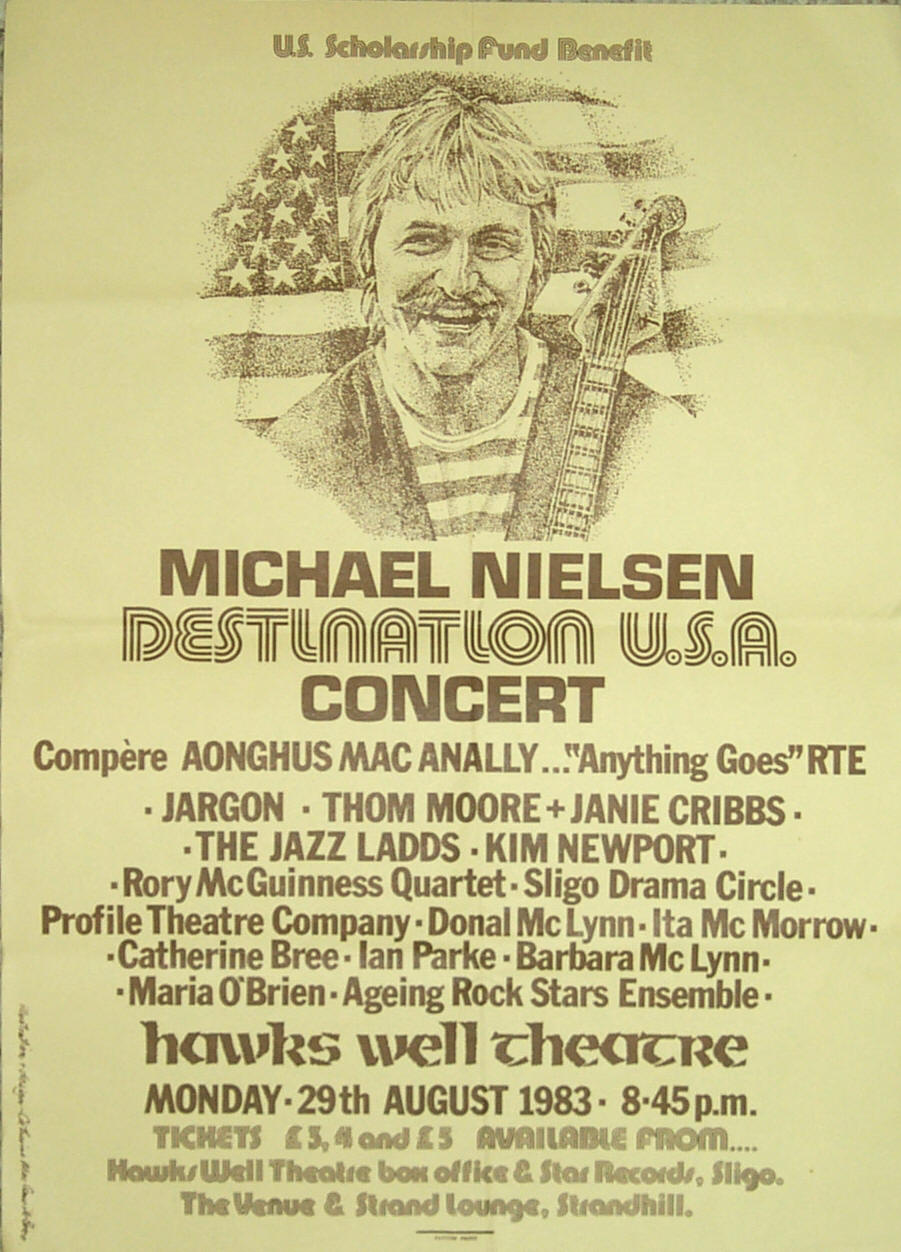 U.S. Scholarship Fund Benefit
MICHAEL NIELSEN
DESTINATION U.S.A.
CONCERT
Compère AONGHUS MAC ANALLY..."Anything Goes" RTE
· JARGON · THOM MOORE + JANIE CRIBBS ·
· THE JAZZ LADDS · KIM NEWPORT ·
· Rory McGuinness Quartet · Sligo Drama Circle ·
Profile Theatre Company · Donal Mc Lynn · Ita Mc Morrow ·
· Catherine Bree · Ian Parke · Barbara Mc Lynn ·
· Maria O'Brien · Ageing Rock Stars Ensemble ·
hawks well theatre
MONDAY · 29th AUGUST 1983 · 8·45 p.m.
TICKETS £3, 4 and £5 AVAILABLE FROM....
Hawks Well Theatre box office & Star Records, Sligo.
The Venue & Strand Lounge, Strandhill.